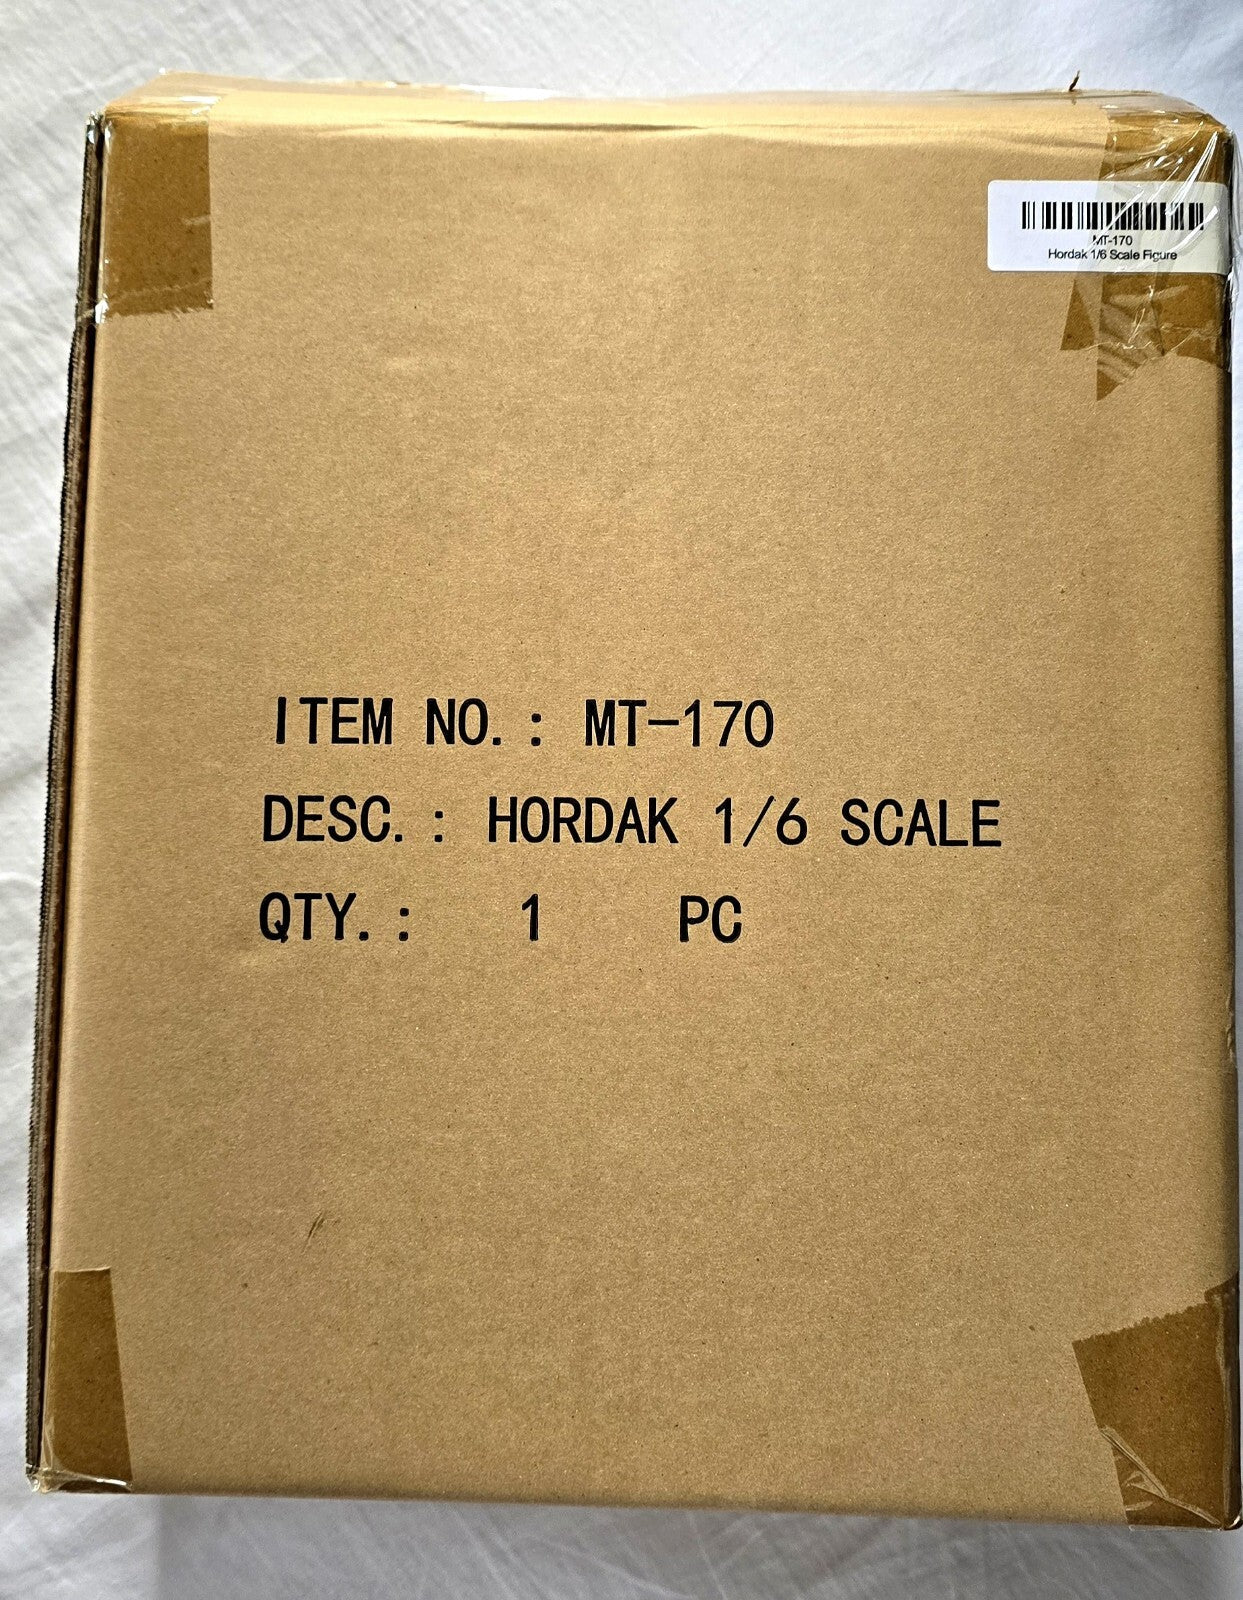 MT-170
Hordak 1/6 Scale Figure
ITEM NO.: MT-170
DESC.: HORDAK 1/6 SCALE
QTY.: 1 PC